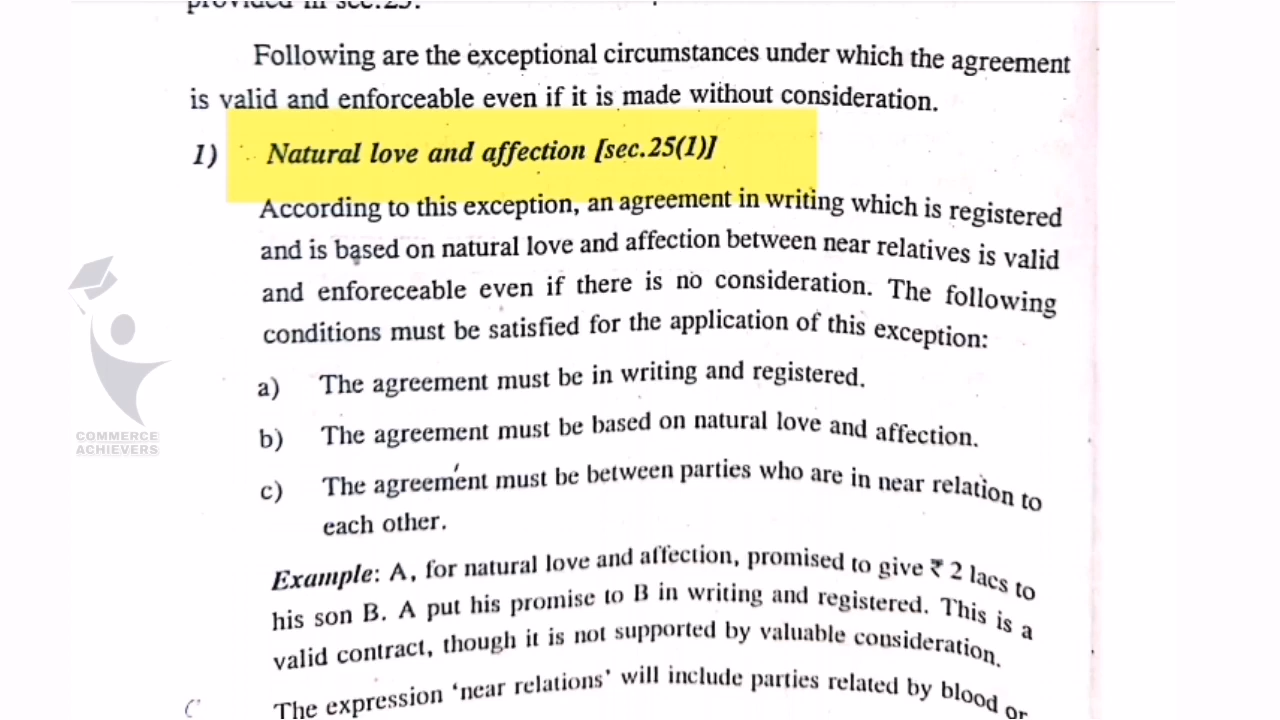 provided in sec.25.
Following are the exceptional circumstances under which the agreement
is valid and enforceable even if it is made without consideration.
1) Natural love and affection [sec.25(1)]
According to this exception, an agreement in writing which is registered
and is based on natural love and affection between near relatives is valid
and enforeceable even if there is no consideration. The following
conditions must be satisfied for the application of this exception:
a) The agreement must be in writing and registered.
b) The agreement must be based on natural love and affection.
c) The agreement must be between parties who are in near relation to
each other.
Example: A, for natural love and affection, promised to give ₹ 2 lacs to
his son B. A put his promise to B in writing and registered. This is a
valid contract, though it is not supported by valuable consideration.
The expression ‘near relations’ will include parties related by blood or
COMMERCE
ACHIEVERS